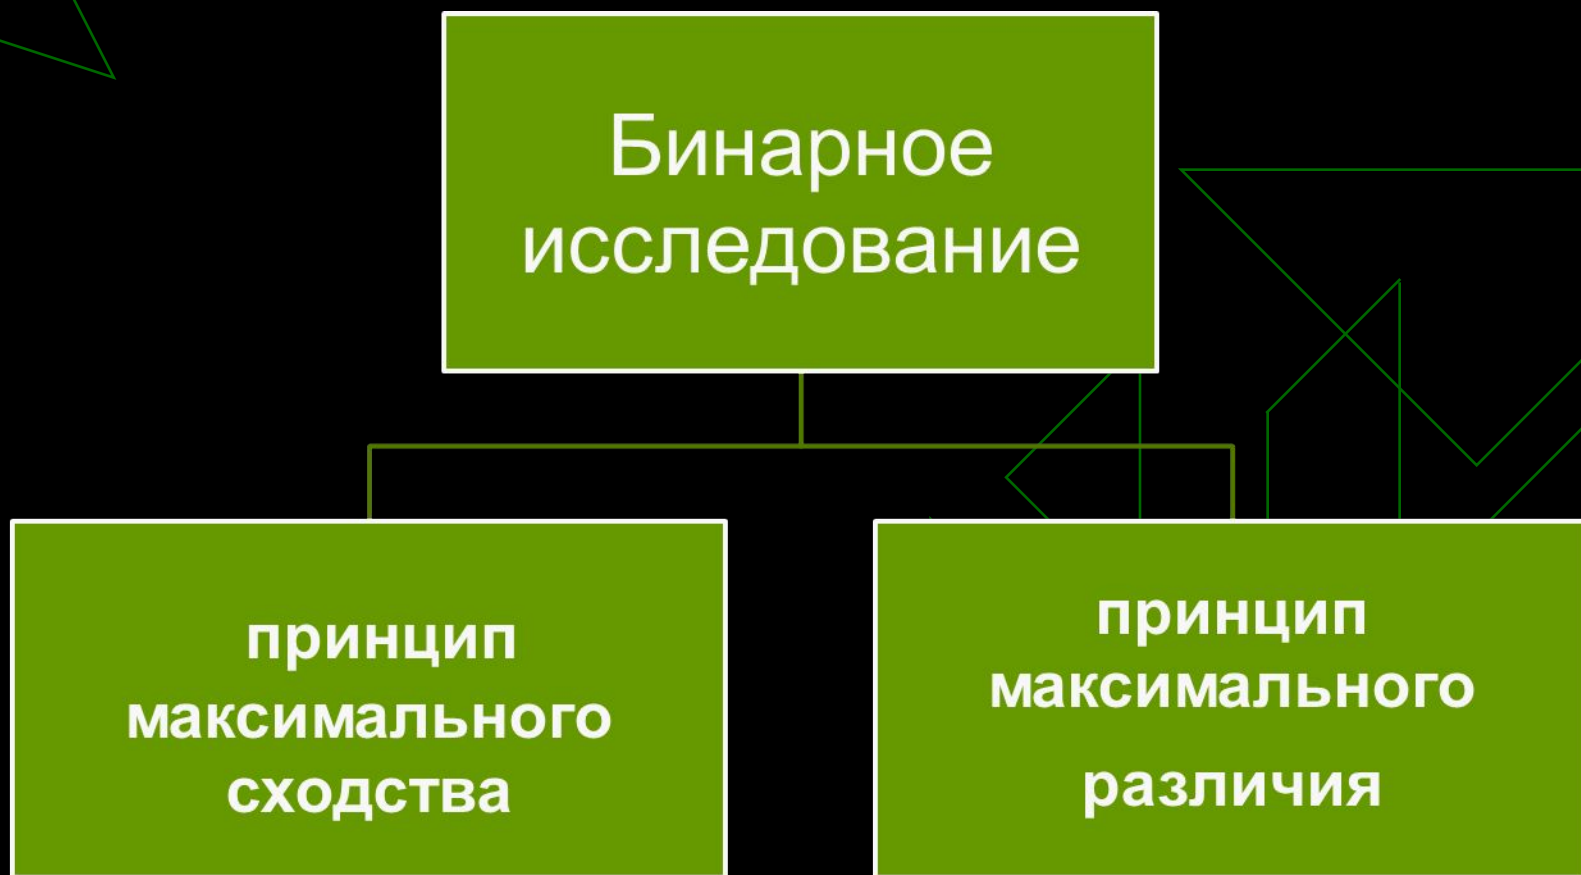 Бинарное
исследование
принцип
максимального
сходства
принцип
максимального
различия